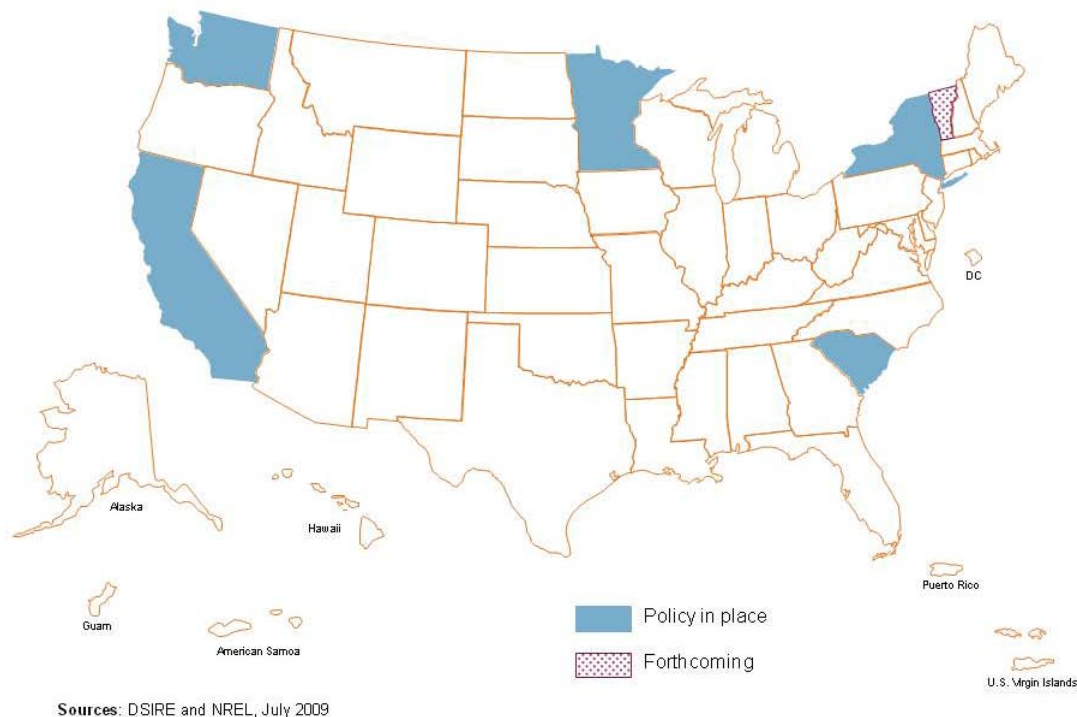 DC
Alaska
Hawaii
Puerto Rico
Guam
American Samoa
Policy in place
Forthcoming
U.S. Virgin Islands
Sources: DSIRE and NREL, July 2009